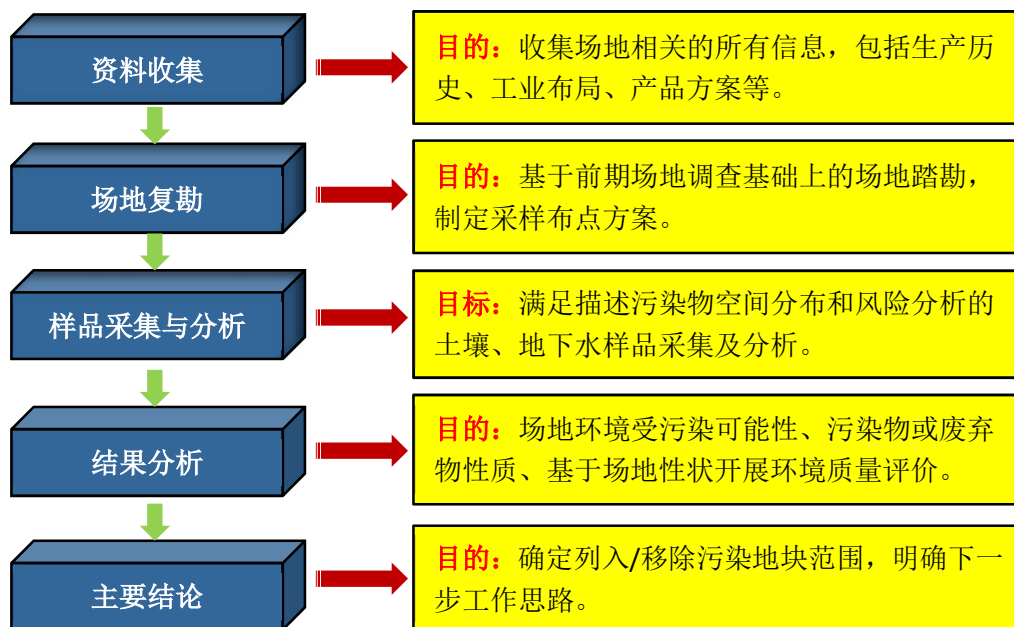 资料收集
目的：收集场地相关的所有信息，包括生产历
史、工业布局、产品方案等。
场地复勘
目的：基于前期场地调查基础上的场地踏勘，
制定采样布点方案。
样品采集与分析
目标：满足描述污染物空间分布和风险分析的
土壤、地下水样品采集及分析。
结果分析
目的：场地环境受污染可能性、污染物或废弃
物性质、基于场地性状开展环境质量评价。
主要结论
目的：确定列入/移除污染地块范围，明确下一
步工作思路。